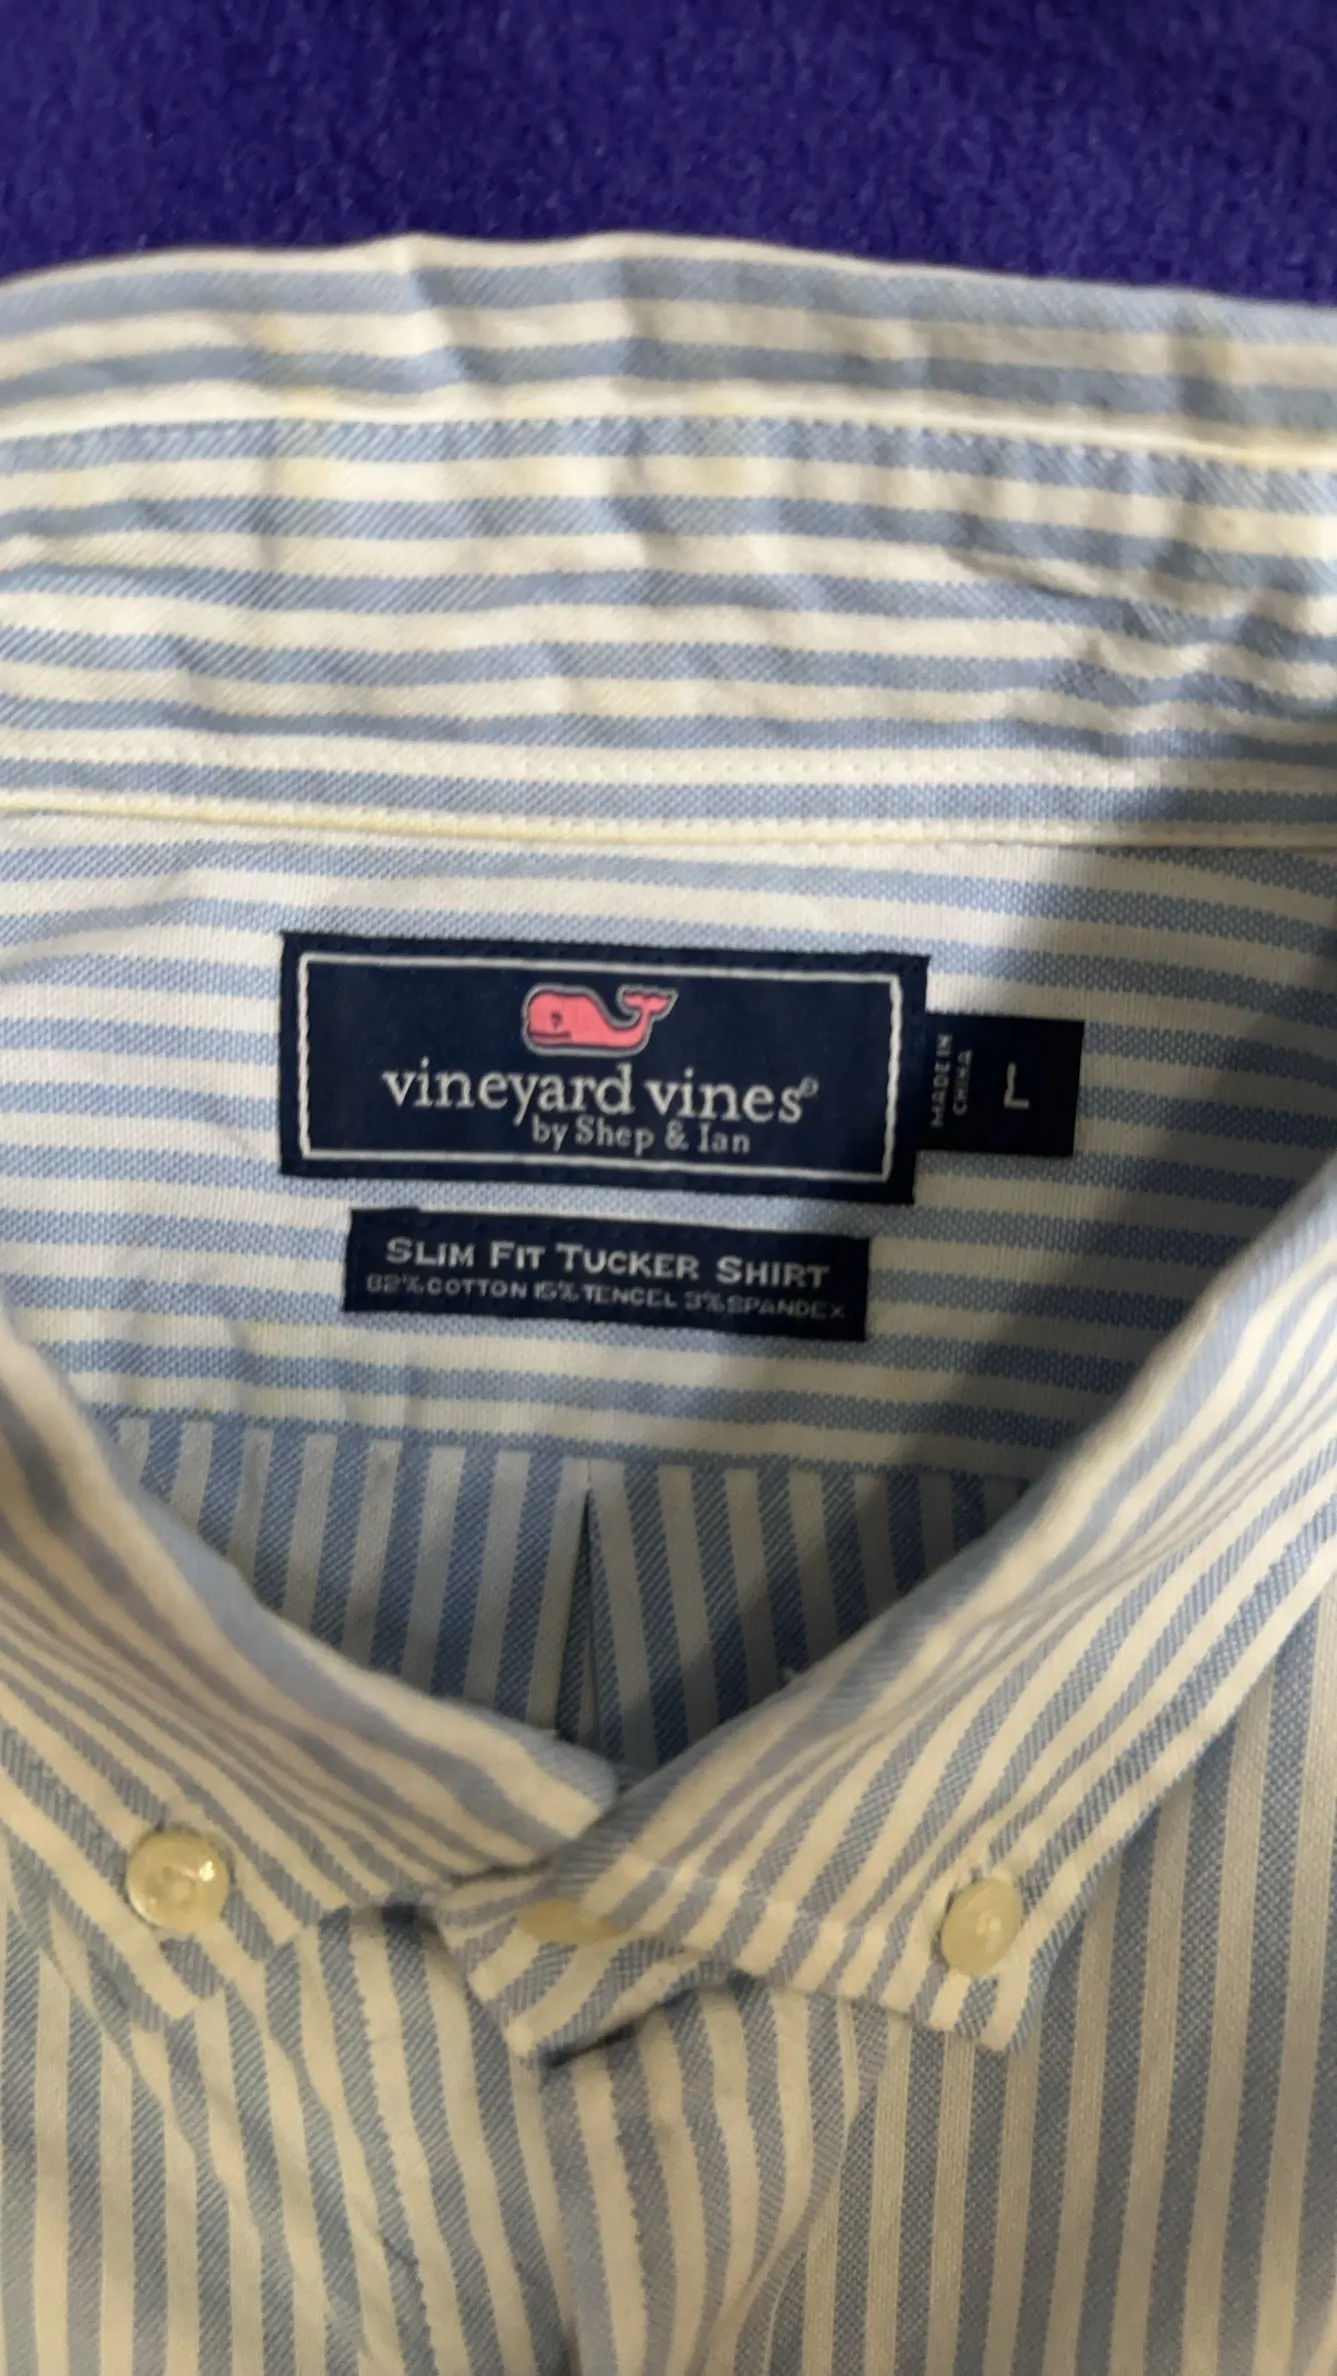 vineyard vines®
by Shep & Ian
MADE IN
CHINA
L
SLIM FIT TUCKER SHIRT
82% COTTON 15% TENCEL 3% SPANDEX